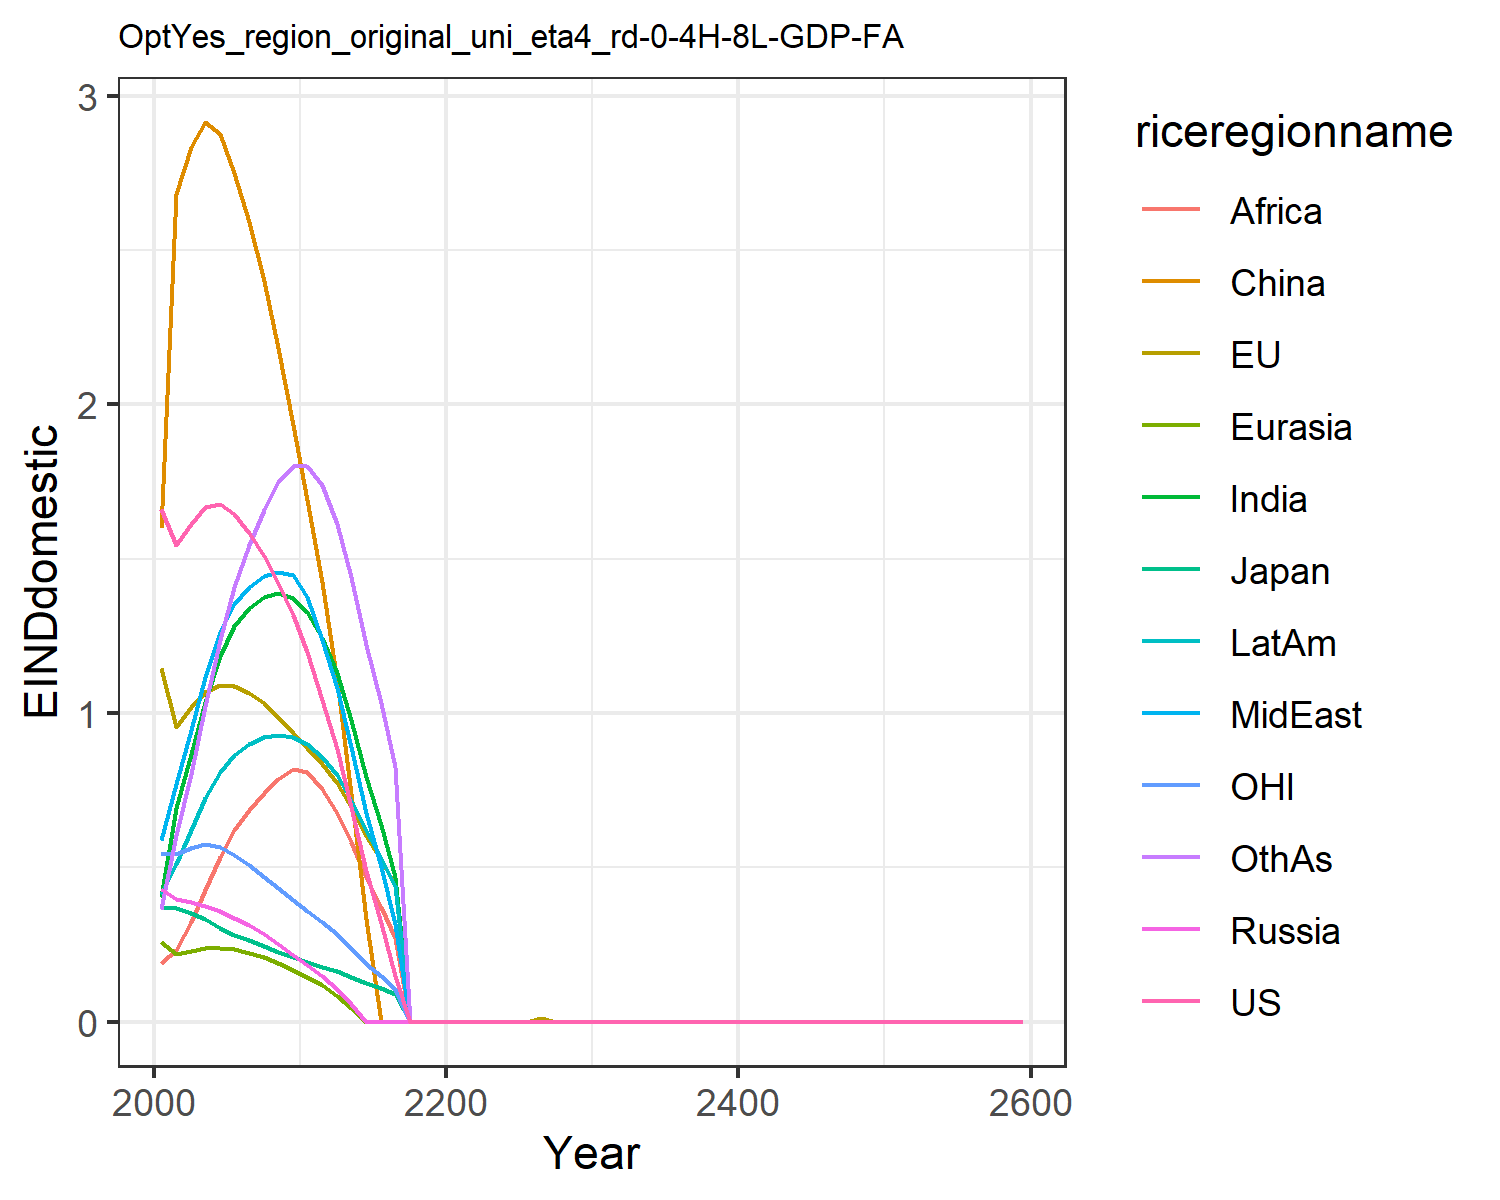 OptYes_region_original_uni_eta4_rd-0-4H-8L-GDP-FA
3
2
1
0
EINDdomestic
2000
2200
2400
2600
Year
riceregionname
Africa
China
EU
Eurasia
India
Japan
LatAm
MidEast
OHI
OthAs
Russia
US